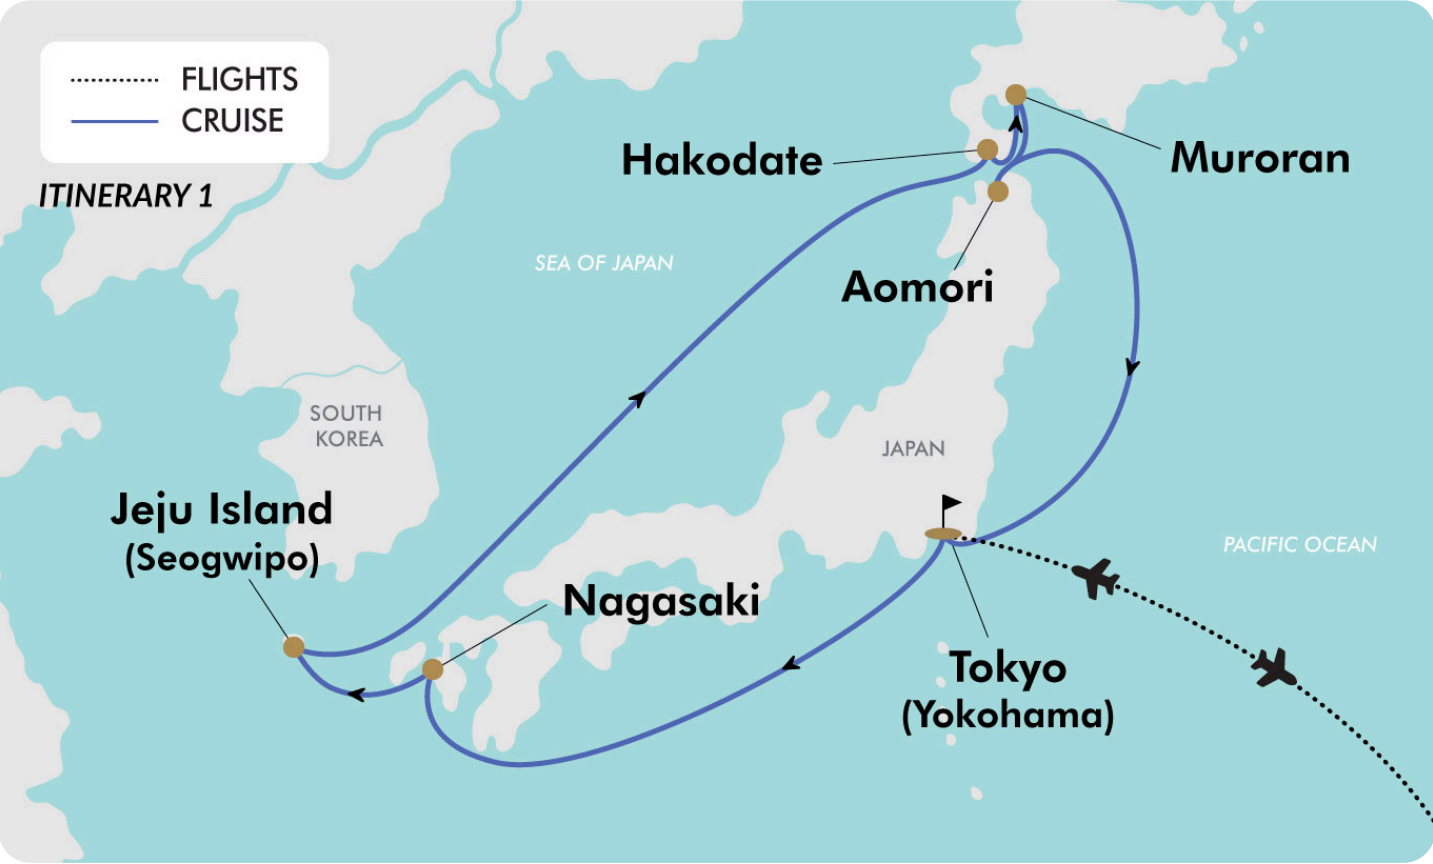 FLIGHTS
CRUISE
ITINERARY 1
Hakodate
Muroran
SEA OF JAPAN
Aomori
SOUTH
KOREA
JAPAN
Jeju Island
(Seogwipo)
PACIFIC OCEAN
Nagasaki
Tokyo
(Yokohama)